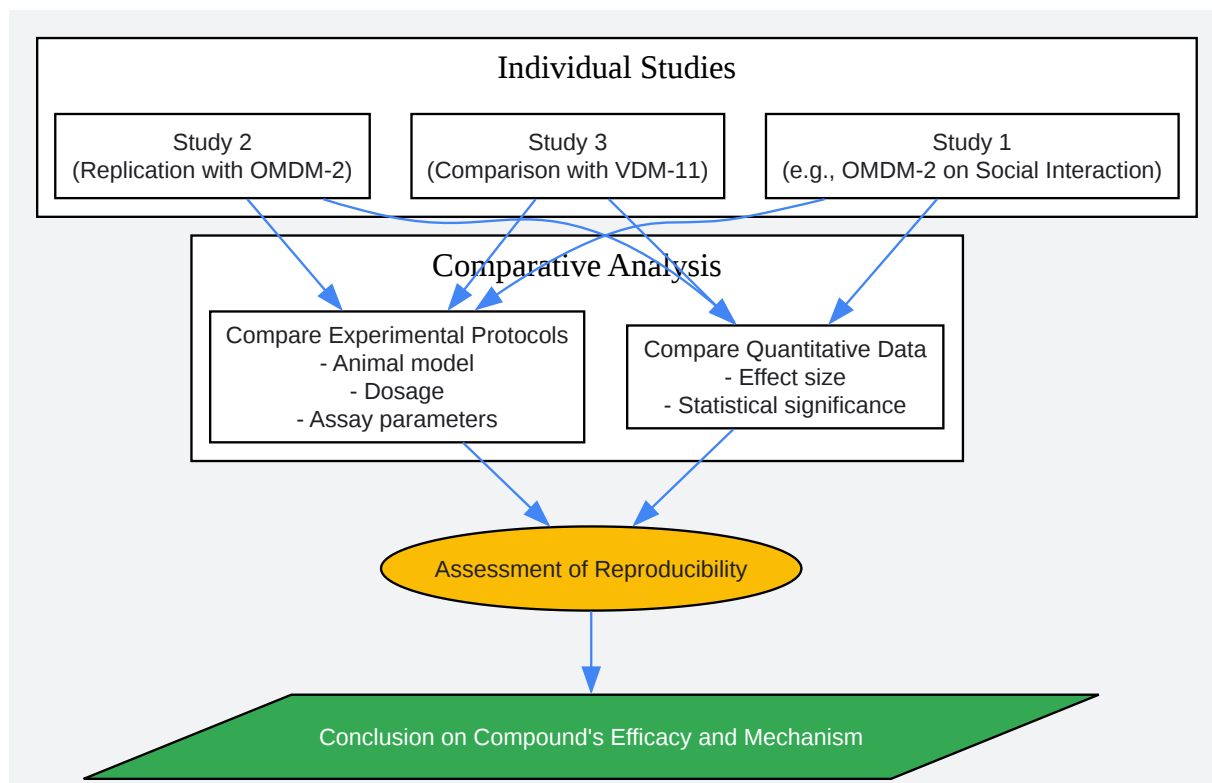 Individual Studies
Study 2
(Replication with OMDM-2)
Study 3
(Comparison with VDM-11)
Study 1
(e.g., OMDM-2 on Social Interaction)
Comparative Analysis
Compare Experimental Protocols
- Animal model
- Dosage
- Assay parameters
Compare Quantitative Data
- Effect size
- Statistical significance
Assessment of Reproducibility
Conclusion on Compound's Efficacy and Mechanism